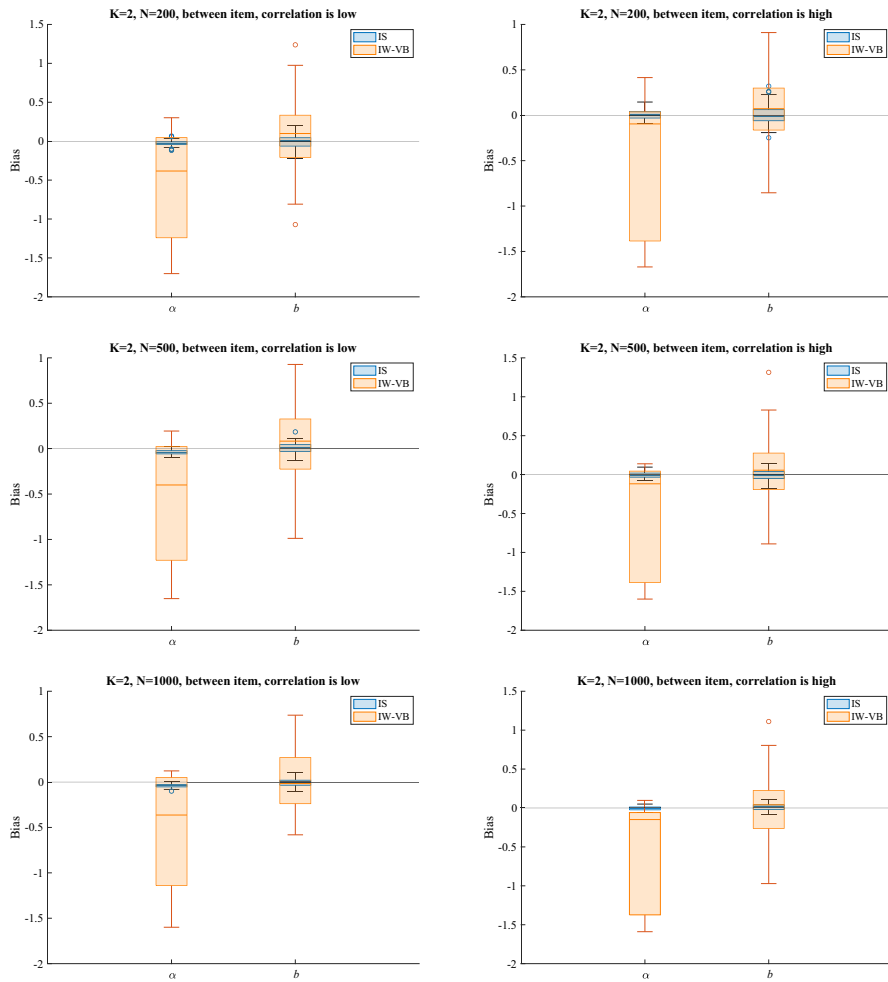 K=2, N=200, between item, correlation is low
1.5
1
0.5
0
-0.5
-1
-1.5
-2
Bias
α
b
IS
IW-VB
K=2, N=200, between item, correlation is high
1
0.5
0
-0.5
-1
-1.5
-2
Bias
α
b
IS
IW-VB
K=2, N=500, between item, correlation is low
1
0.5
0
-0.5
-1
-1.5
-2
Bias
α
b
IS
IW-VB
K=2, N=500, between item, correlation is high
1.5
1
0.5
0
-0.5
-1
-1.5
-2
Bias
α
b
IS
IW-VB
K=2, N=1000, between item, correlation is low
1
0.5
0
-0.5
-1
-1.5
-2
Bias
α
b
IS
IW-VB
K=2, N=1000, between item, correlation is high
1.5
1
0.5
0
-0.5
-1
-1.5
-2
Bias
α
b
IS
IW-VB